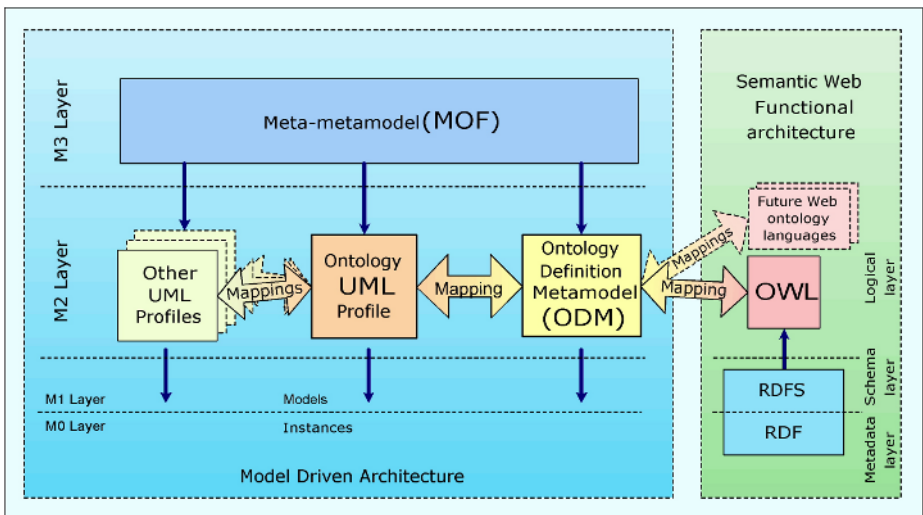 M3 Layer
Meta-metamodel(MOF)
Semantic Web
Functional
architecture
M2 Layer
Other
UML
Profiles
Mappings
Ontology
UML
Profile
Mapping
Ontology
Definition
Metamodel
(ODM)
Mappings
Mapping
Future Web
ontology
languages
OWL
Logical
layer
M1 Layer
Models
RDFS
Schema
layer
M0 Layer
Instances
RDF
Metadata
layer
Model Driven Architecture